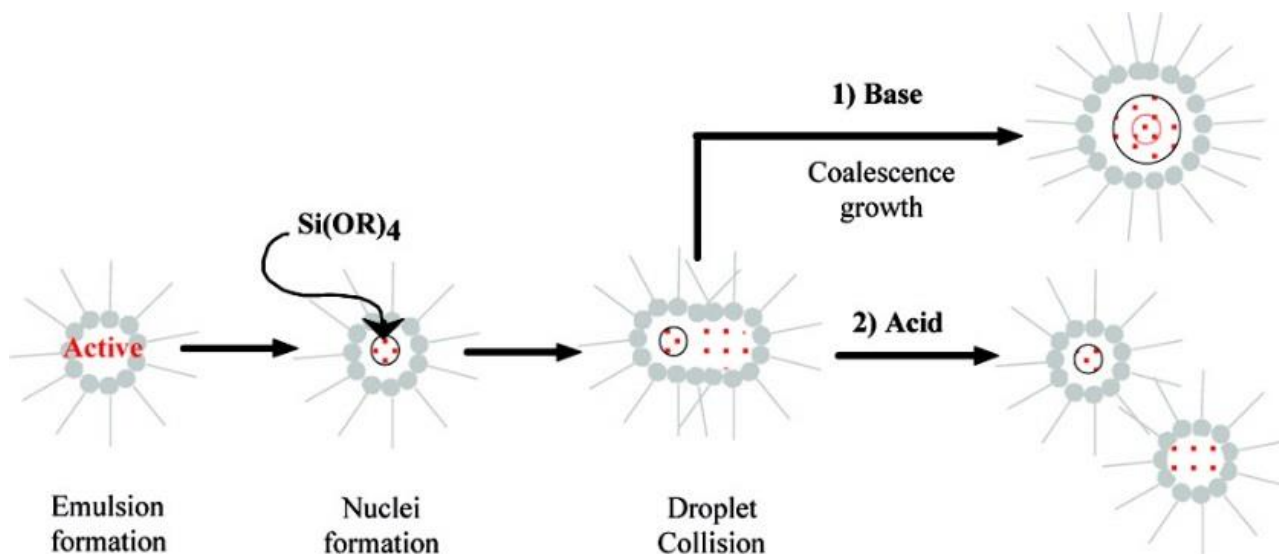 1) Base
Coalescence
growth
Si(OR)4
Active
2) Acid
Emulsion
formation
Nuclei
formation
Droplet
Collision